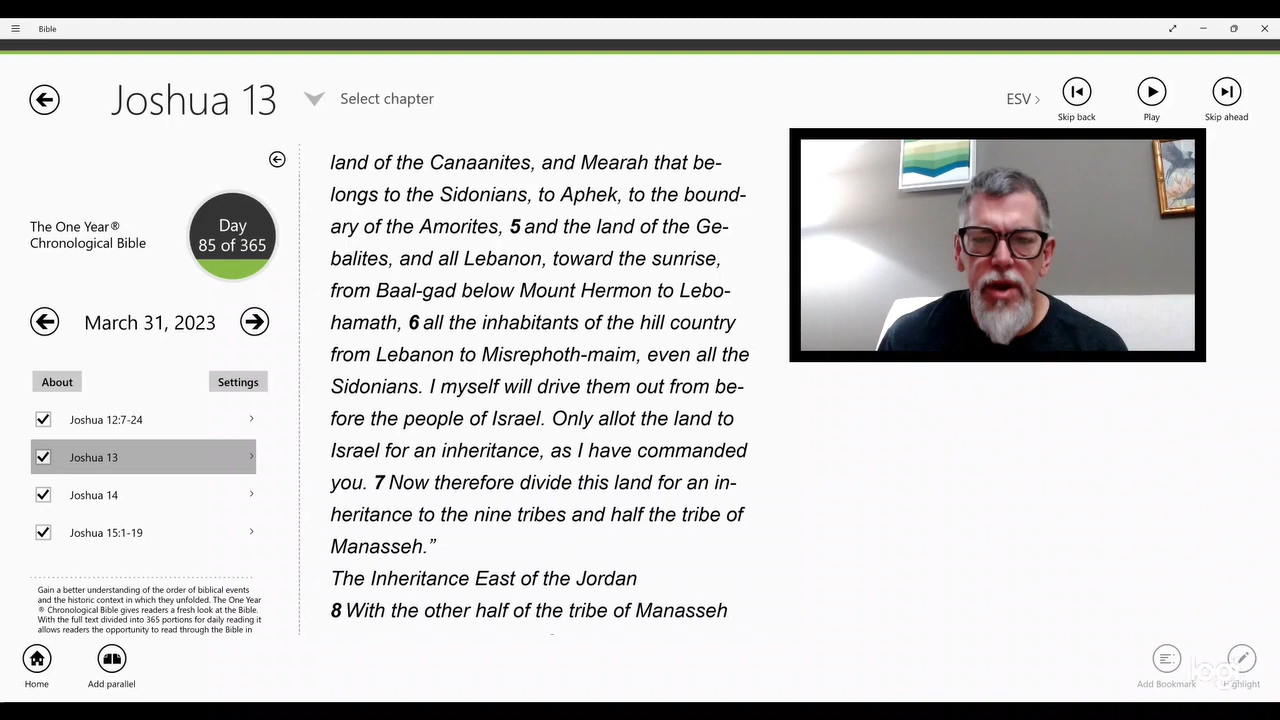 Bible
Joshua 13
Select chapter
ESV
Skip back
Play
Skip ahead
The One Year®
Chronological Bible
Day
85 of 365
March 31, 2023
About
Settings
Joshua 12:7-24
Joshua 13
Joshua 14
Joshua 15:1-19
Gain a better understanding of the order of biblical events
and the historic context in which they unfolded. The One Year
® Chronological Bible gives readers a fresh look at the Bible.
With the full text divided into 365 portions for daily reading it
allows readers the opportunity to read through the Bible in
land of the Canaanites, and Mearah that be-
longs to the Sidonians, to Aphek, to the bound-
ary of the Amorites, 5 and the land of the Ge-
balites, and all Lebanon, toward the sunrise,
from Baal-gad below Mount Hermon to Lebo-
hamath, 6 all the inhabitants of the hill country
from Lebanon to Misrephoth-maim, even all the
Sidonians. I myself will drive them out from be-
fore the people of Israel. Only allot the land to
Israel for an inheritance, as I have commanded
you. 7 Now therefore divide this land for an in-
heritance to the nine tribes and half the tribe of
Manasseh.”
The Inheritance East of the Jordan
8 With the other half of the tribe of Manasseh
Home
Add parallel
Add Bookmark
Highlight
logi